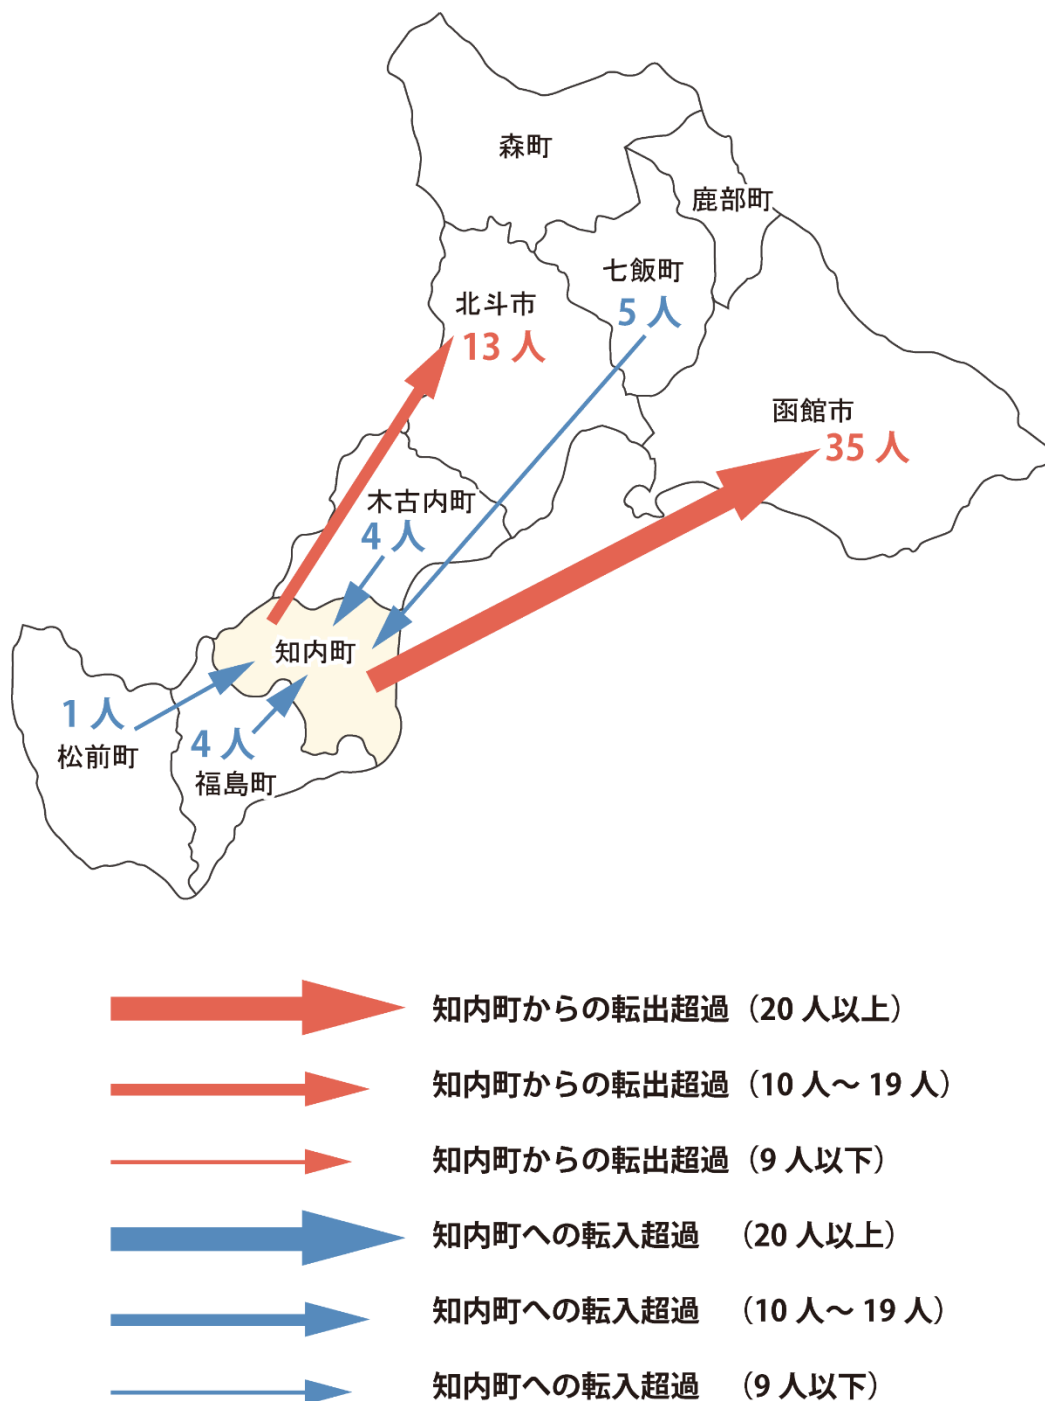 森町
鹿部町
七飯町
5 人
北斗市
13 人
函館市
35 人
木古内町
4 人
知内町
1 人
松前町
4 人
福島町
知内町からの転出超過（20 人以上）
知内町からの転出超過（10 人～ 19 人）
知内町からの転出超過（9 人以下）
知内町への転入超過　（20 人以上）
知内町への転入超過　（10 人～ 19 人）
知内町への転入超過　（9 人以下）